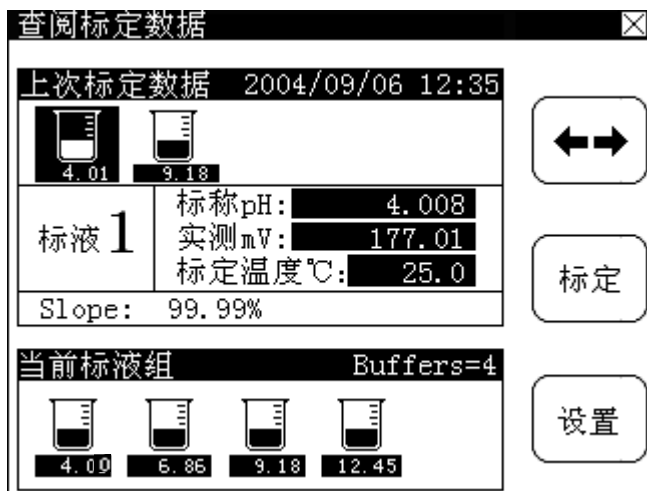 查阅标定数据
上次标定数据 2004/09/06 12:35
4.01 9.18
标液1
标称pH: 4.008
实测mV: 177.01
标定温度℃: 25.0
Slope: 99.99%
标定
当前标液组 Buffers=4
4.00 6.86 9.18 12.45
设置